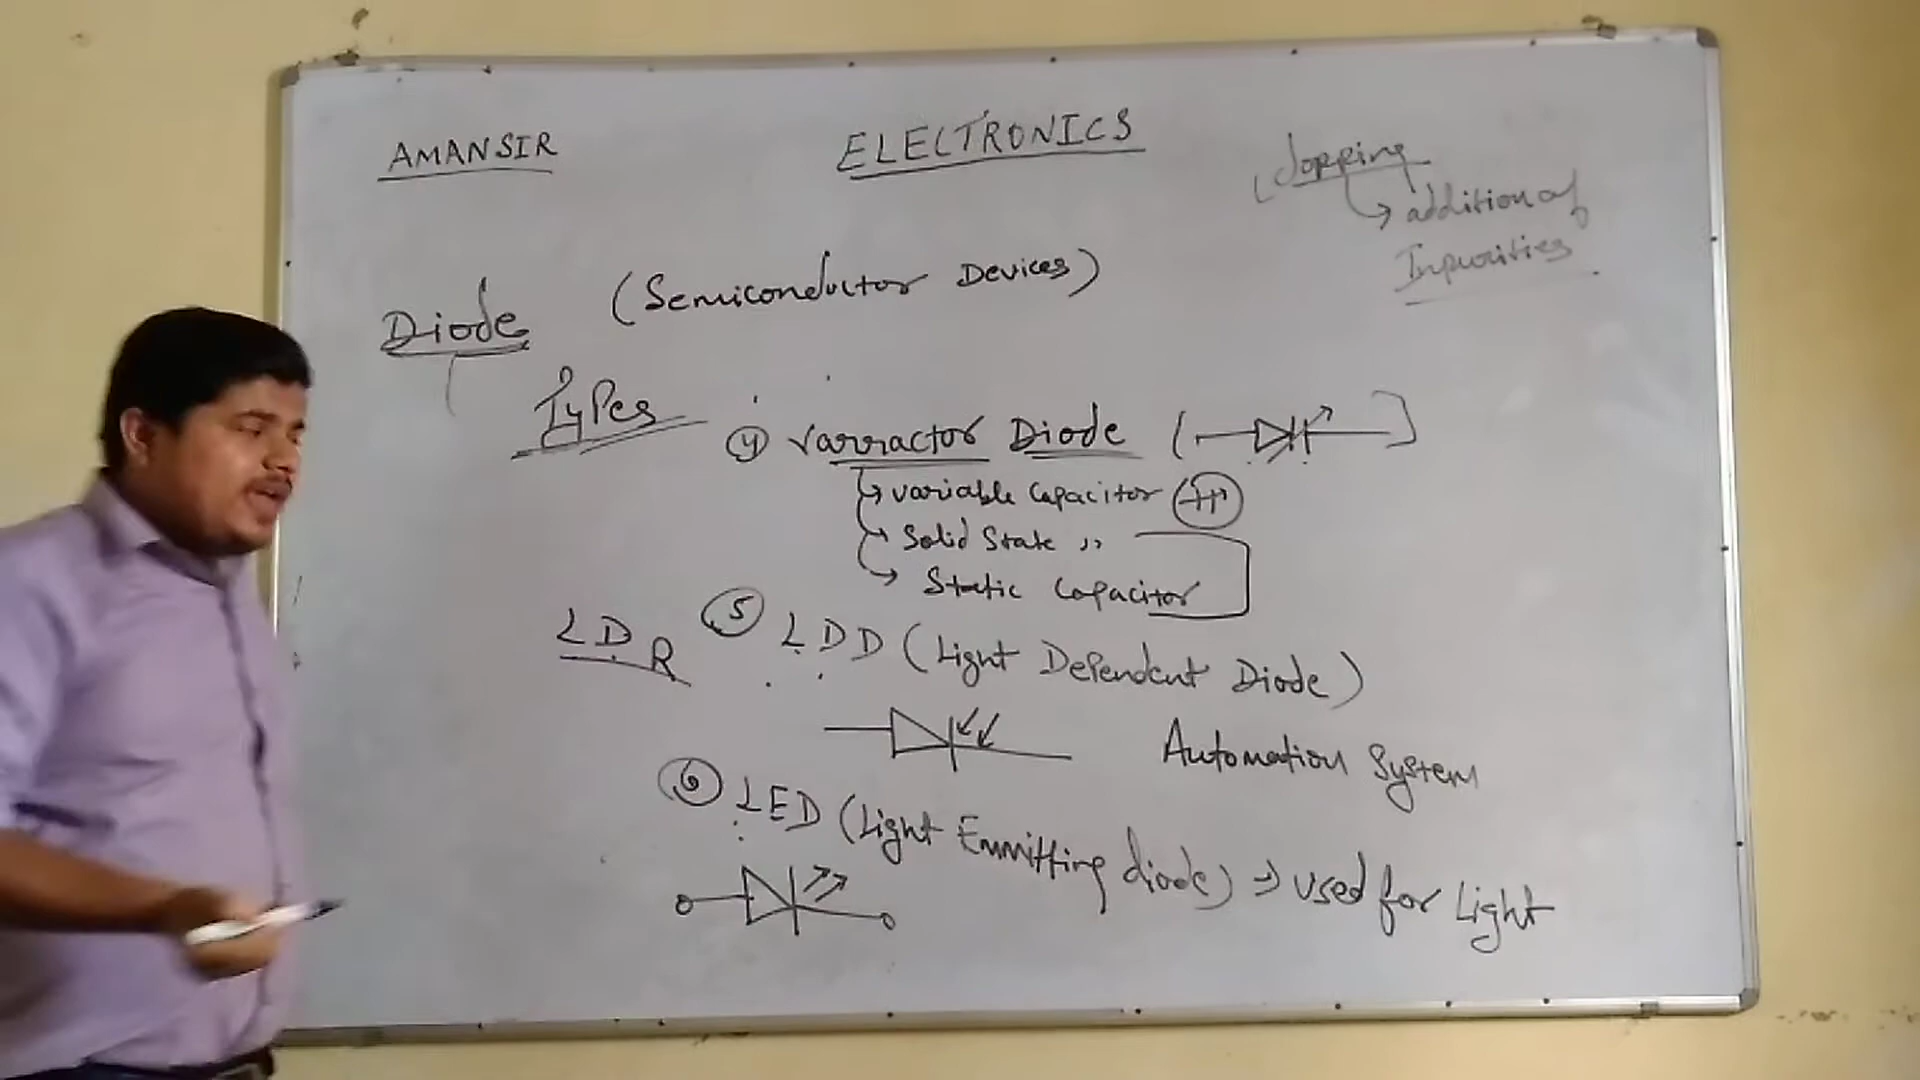 AMANSIR
ELECTRONICS
(dopping
→ addition of
Inpurities
Diode (Semiconductor Devices)
Types
④ Varractor Diode
→ variable Capacitor
→ Solid State ,,
→ Static Capacitor
LDR
⑤ LDD (Light Dependent Diode)
Automation System
⑥ LED (Light Emmitting diode) → used for Light